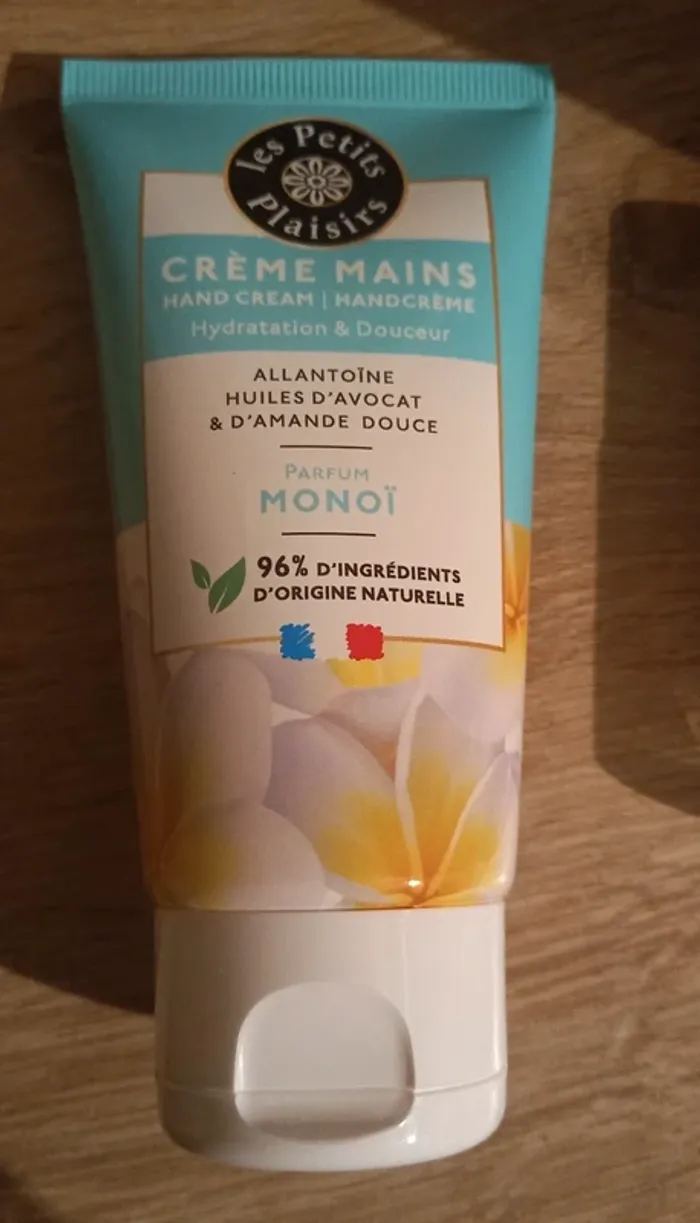 les Petits
Plaisirs
CRÈME MAINS
HAND CREAM | HANDCRÈME
Hydratation & Douceur
ALLANTOÏNE
HUILES D'AVOCAT
& D'AMANDE DOUCE
PARFUM
MONOÏ
96% D'INGRÉDIENTS
D'ORIGINE NATURELLE